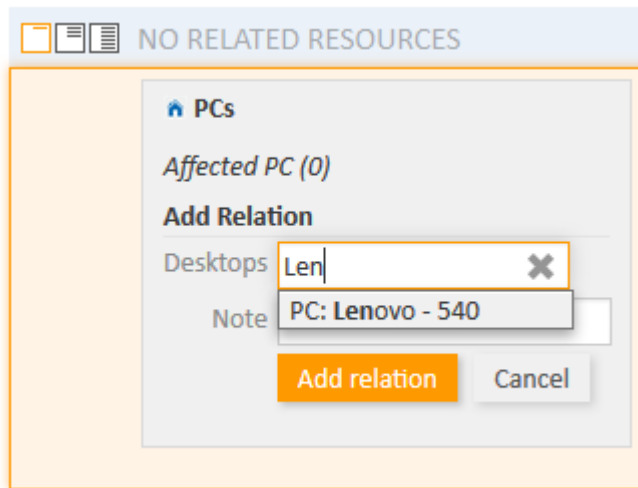 NO RELATED RESOURCES
PCs
Affected PC (0)
Add Relation
Desktops Len
PC: Lenovo - 540
Note
Add relation Cancel